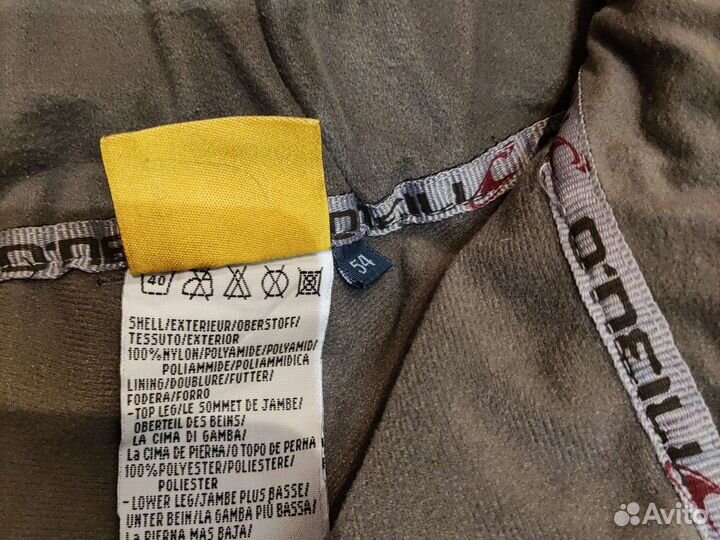 O'NEILL
54
40
SHELL/EXTERIEUR/OBERSTOFF/
TESSUTO/EXTERIOR
100%NYLON/POLYAMIDE/POLYAMID/
POLIAMMIDE/POLIAMMIDICA
LINING/DOUBLURE/FUTTER/
FODERA/FORRO
-TOP LEG/LE SOMMET DE JAMBE/
OBERTEIL DES BEINS/
LA CIMA DI GAMBA/
LA CIMA DE PIERNA/O TOPO DE PERNA
100%POLYESTER/POLIESTERE/
POLIESTER
-LOWER LEG/JAMBE PLUS BASSE/
UNTER BEIN/LA GAMBA PIÙ BASSA/
LA PIERNA MAS BAJA/
O'NEILL
Avito